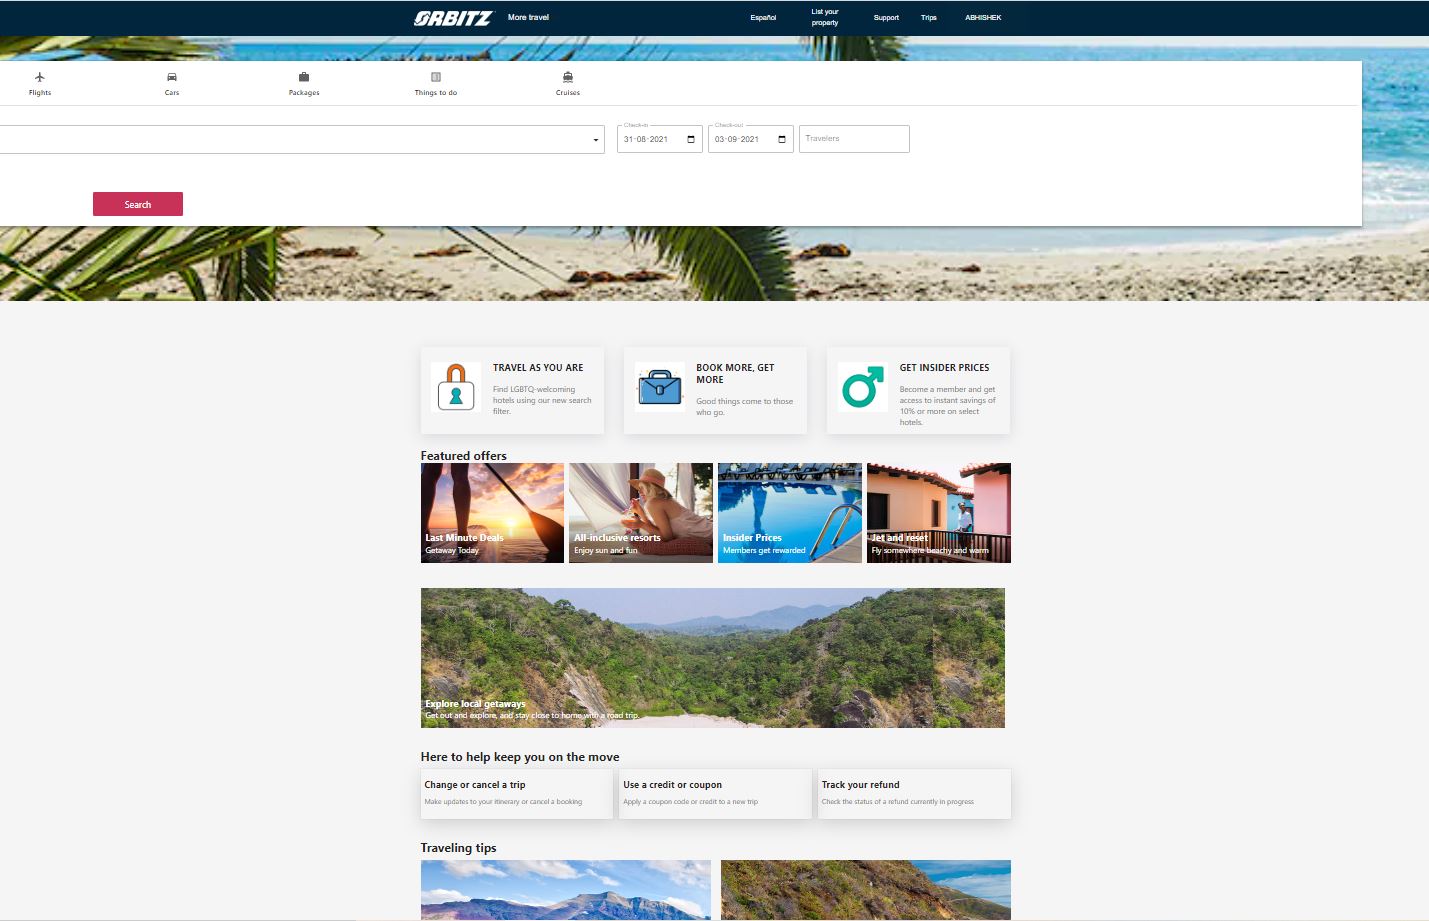 ORBITZ
More travel
Español
List your
property
Support
Trips
ABHISHEK
Flights
Cars
Packages
Things to do
Cruises
Check-in
31-08-2021
Check-out
03-09-2021
Travelers
Search
TRAVEL AS YOU ARE
Find LGBTQ-welcoming
hotels using our new search
filter.
BOOK MORE, GET
MORE
Good things come to those
who go.
GET INSIDER PRICES
Become a member and get
access to instant savings of
10% or more on select
hotels.
Featured offers
Last Minute Deals
Getaway Today
All-inclusive resorts
Enjoy sun and fun
Insider Prices
Members get rewarded
Jet and reset
Fly somewhere beachy and warm
Explore local getaways
Get out and explore, and stay close to home with a road trip.
Here to help keep you on the move
Change or cancel a trip
Make updates to your itinerary or cancel a booking
Use a credit or coupon
Apply a coupon code or credit to a new trip
Track your refund
Check the status of a refund currently in progress
Traveling tips